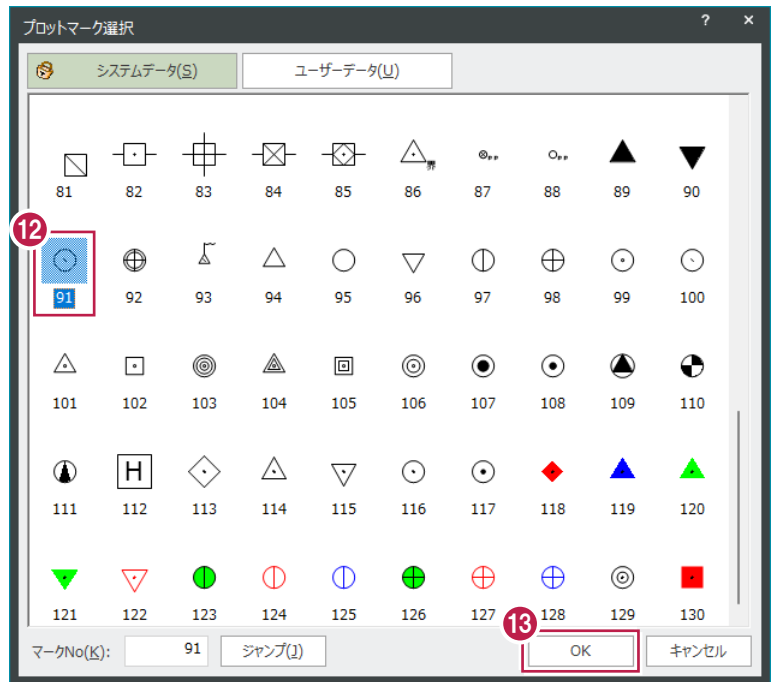 プロットマーク選択 ? ×
システムデータ(S) ユーザーデータ(U)
界
81 82 83 84 85 86 87 88 89 90
12
91 92 93 94 95 96 97 98 99 100
101 102 103 104 105 106 107 108 109 110
H
111 112 113 114 115 116 117 118 119 120
121 122 123 124 125 126 127 128 129 130
13
マークNo(K): 91 ジャンプ(J) OK キャンセル